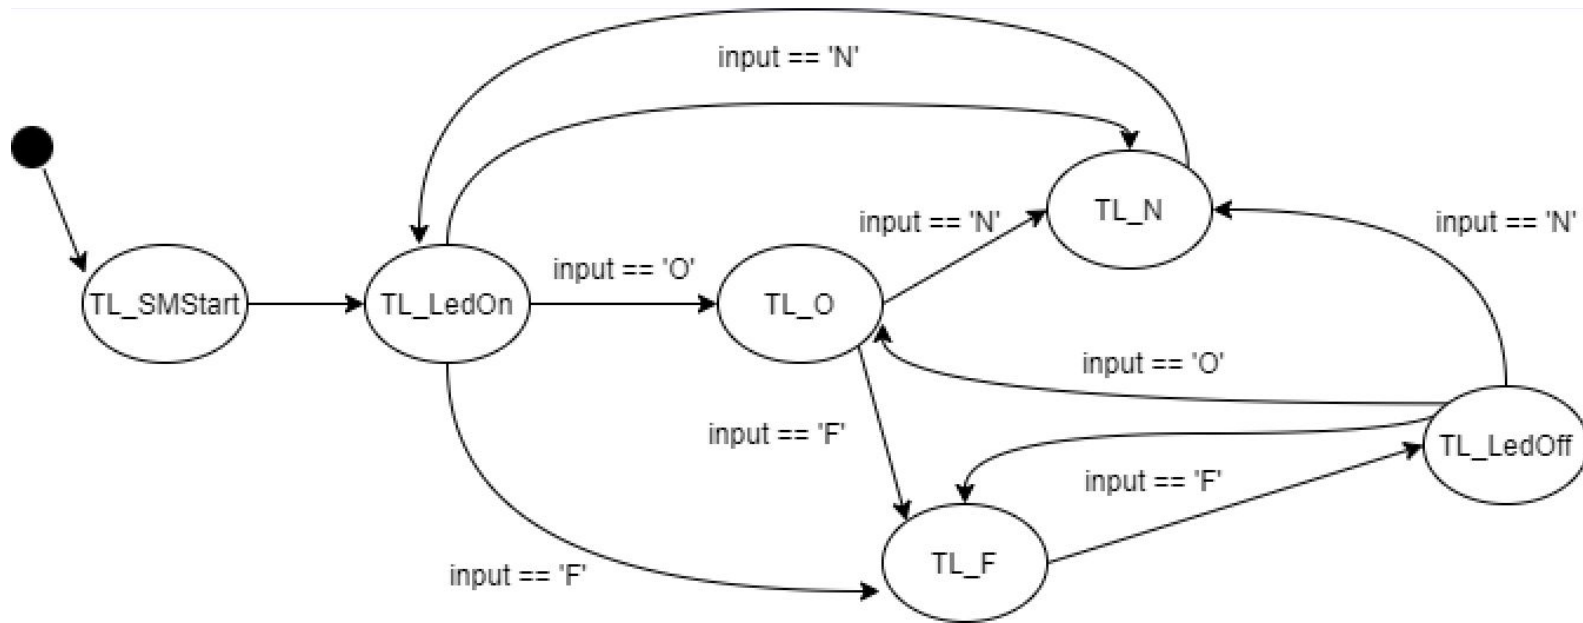 input == 'N'
TL_N
input == 'N'
input == 'N'
input == 'O'
TL_SMStart
TL_LedOn
TL_O
input == 'O'
input == 'F'
TL_LedOff
input == 'F'
TL_F
input == 'F'